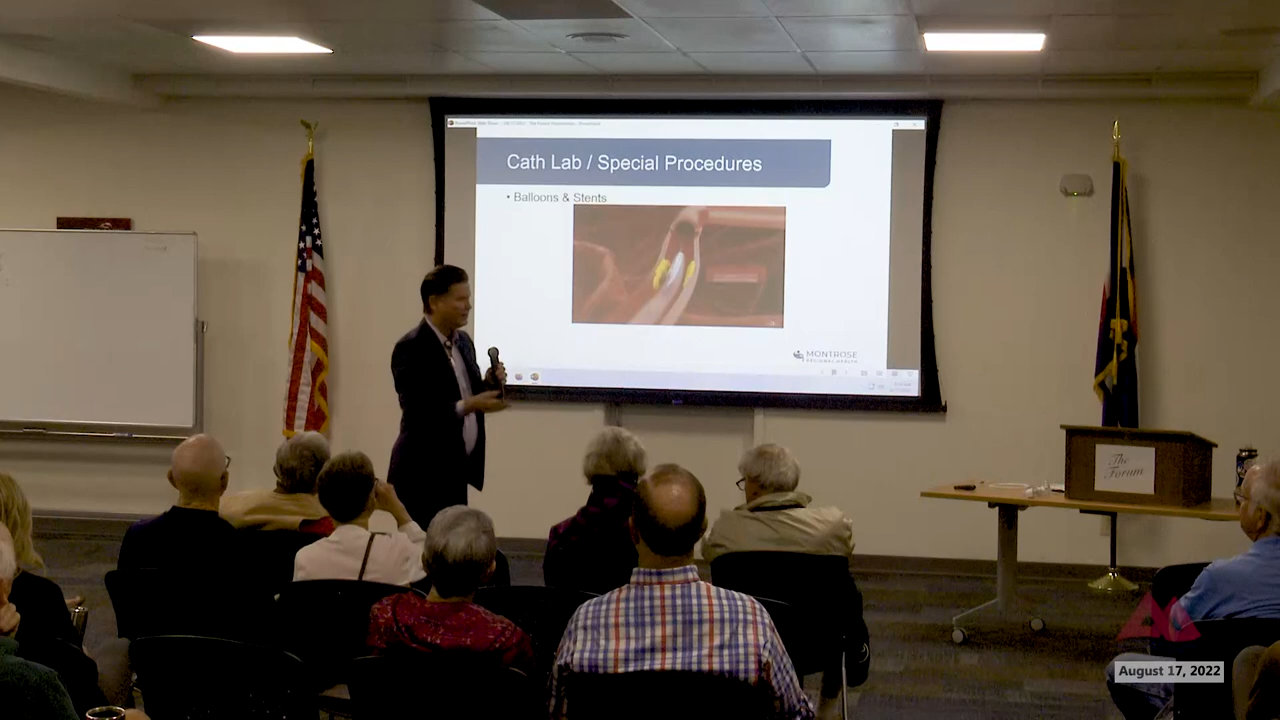 Cath Lab / Special Procedures
• Balloons & Stents
MONTROSE
REGIONAL HEALTH
The
Forum
August 17, 2022